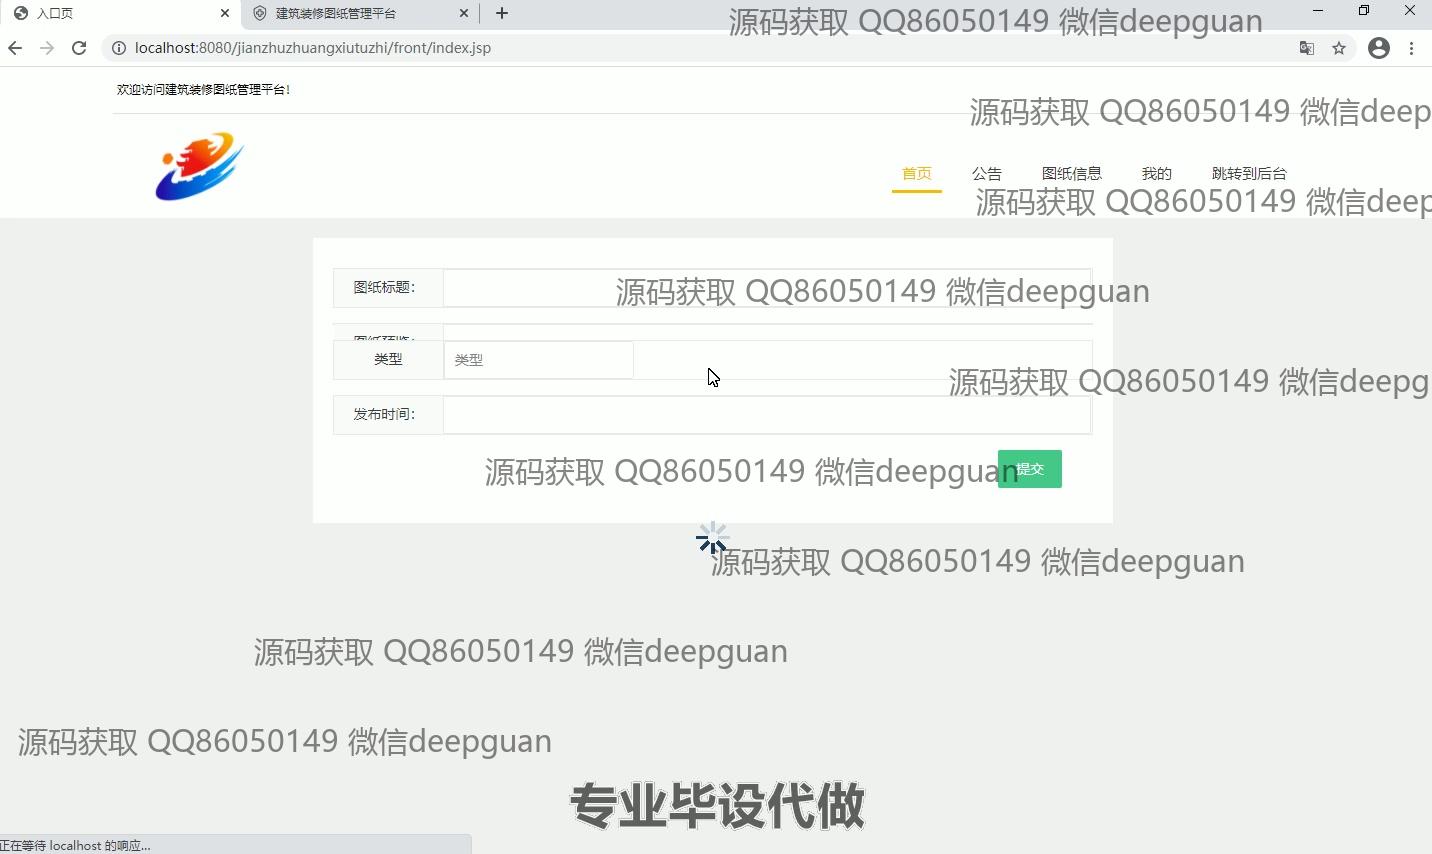 入口页
建筑装修图纸管理平台
源码获取 QQ86050149 微信deepguan
localhost:8080/jianzhuzhuangxiutuzhi/front/index.jsp
欢迎访问建筑装修图纸管理平台!
源码获取 QQ86050149 微信deep
首页 公告 图纸信息 我的 跳转到后台
源码获取 QQ86050149 微信deep
图纸标题:
源码获取 QQ86050149 微信deepguan
图纸预览:
类型 类型
源码获取 QQ86050149 微信deepg
发布时间:
源码获取 QQ86050149 微信deepguan
提交
源码获取 QQ86050149 微信deepguan
源码获取 QQ86050149 微信deepguan
源码获取 QQ86050149 微信deepguan
专业毕设代做
正在等待 localhost 的响应...